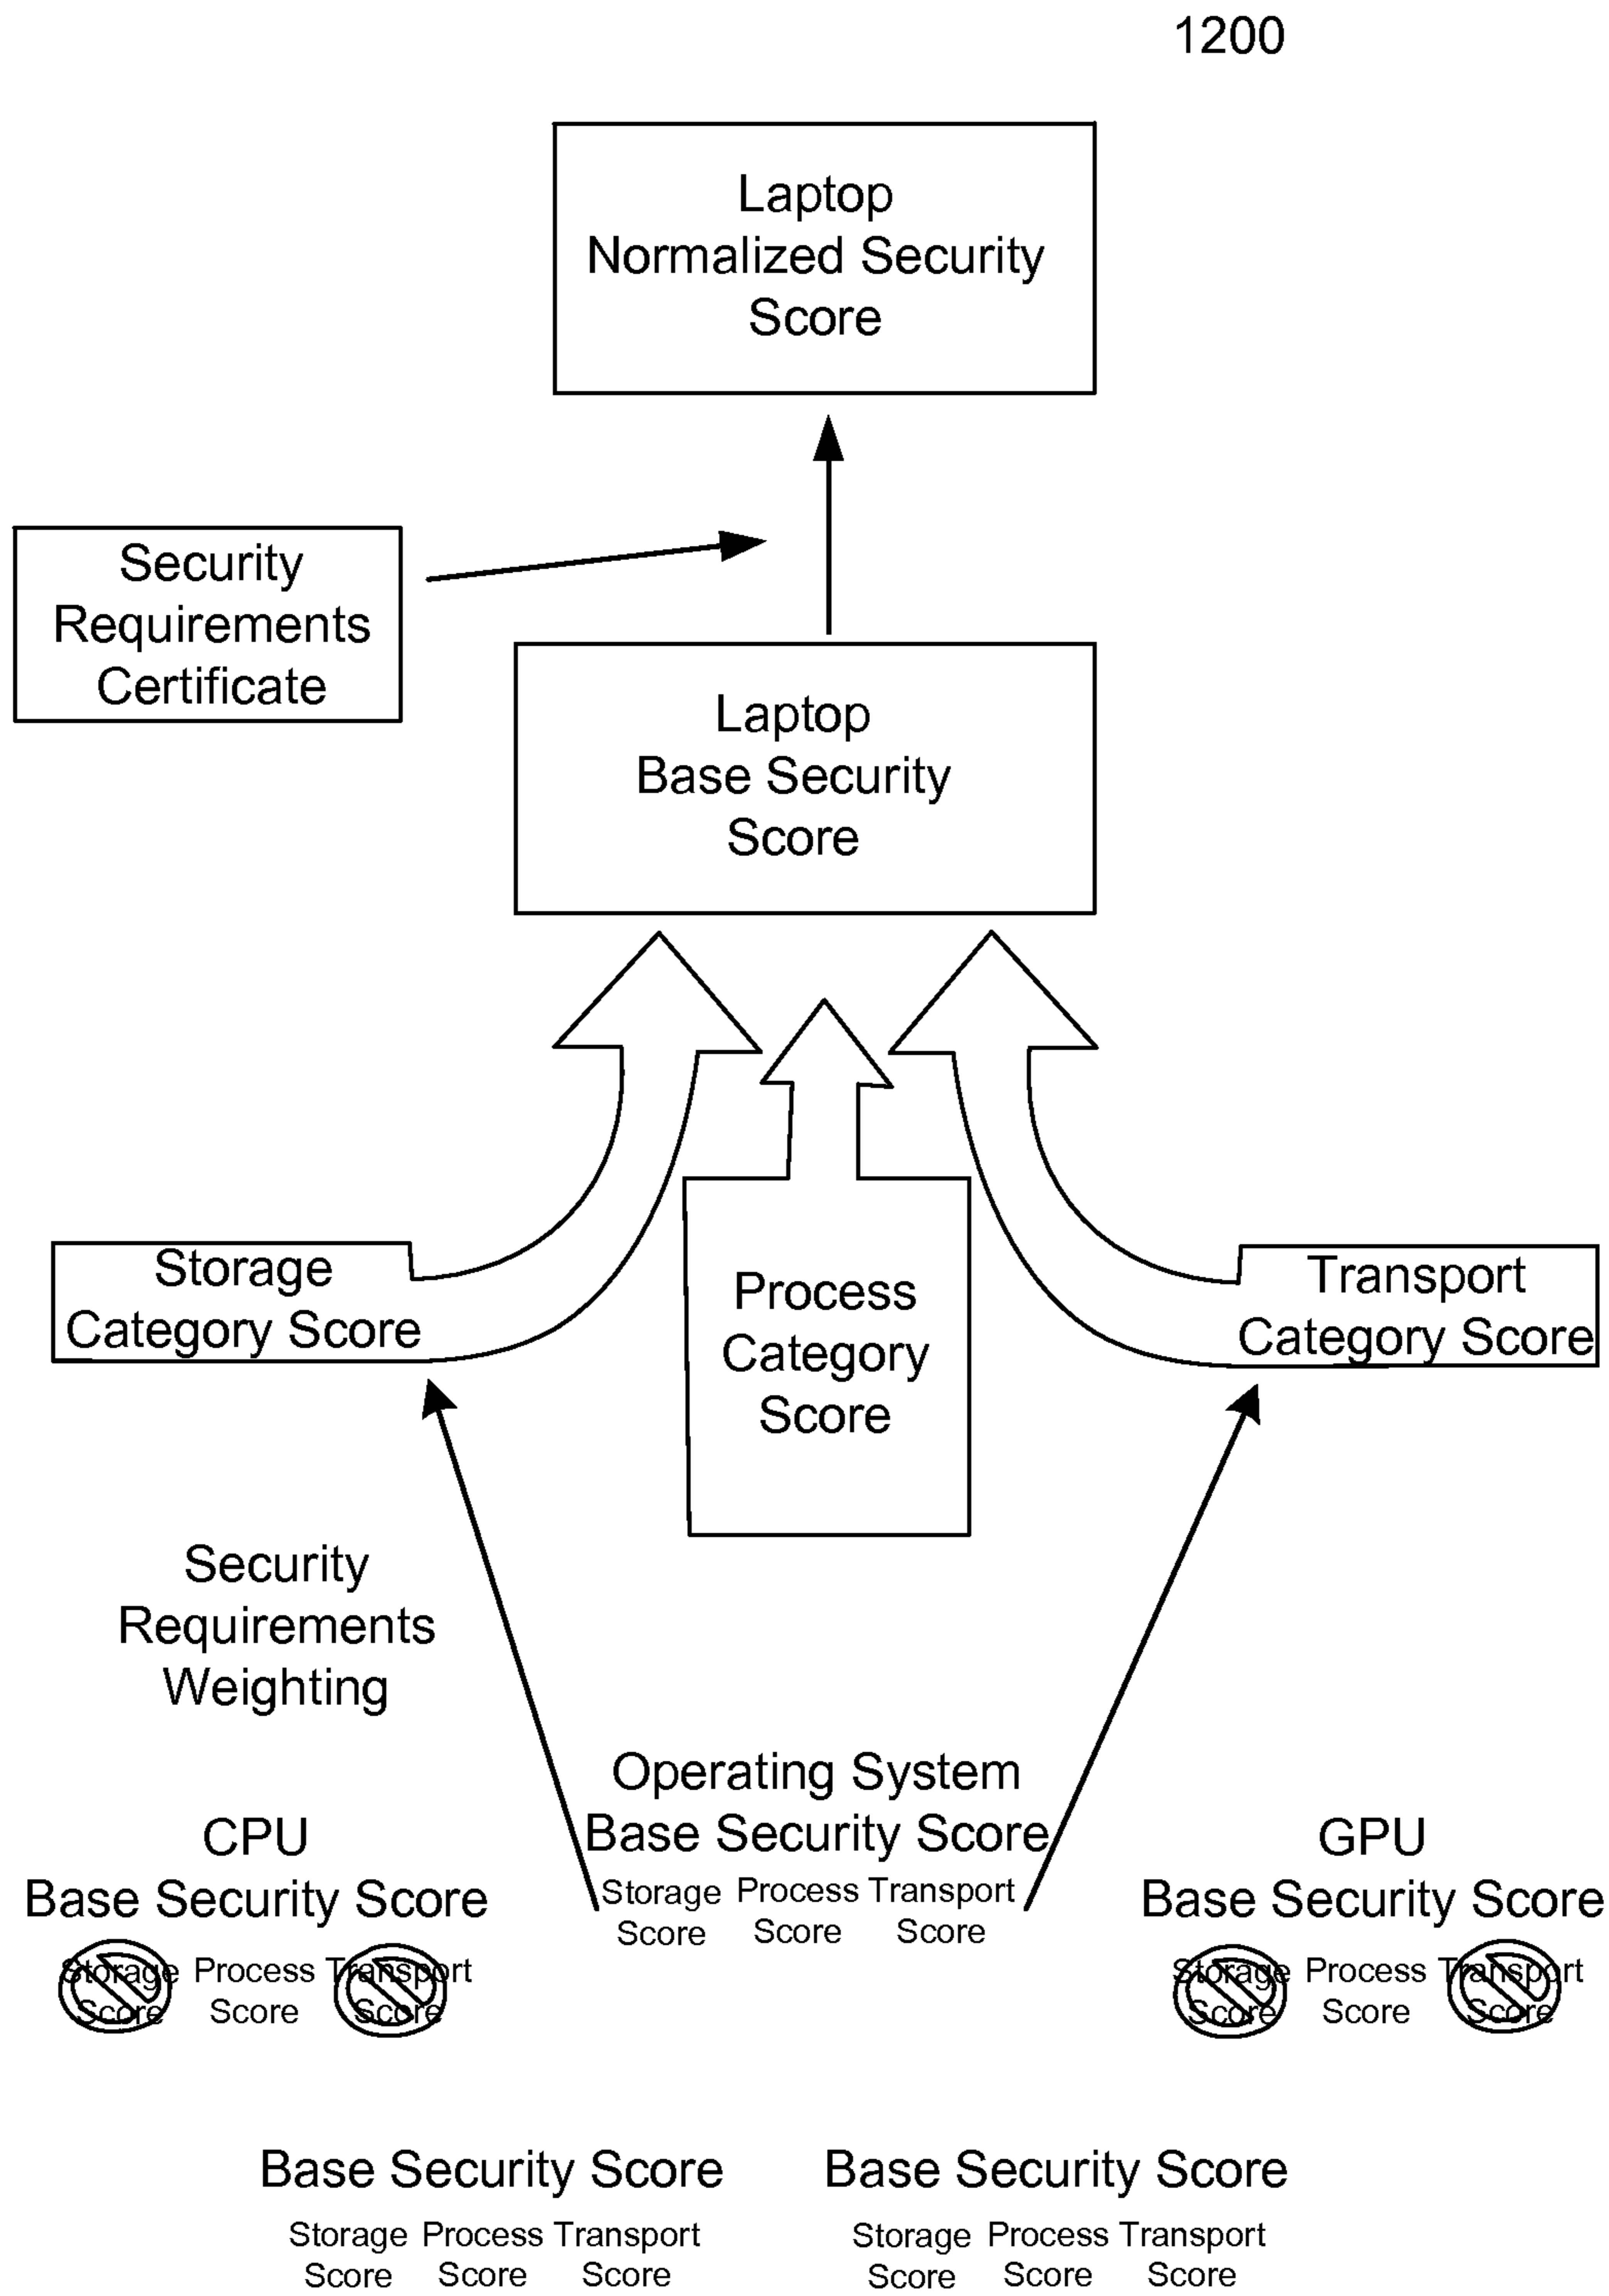 1200
Laptop
Normalized Security
Score
Security
Requirements
Certificate
Laptop
Base Security
Score
Storage
Category Score
Process
Category
Score
Transport
Category Score
Security
Requirements
Weighting
Operating System
Base Security Score
Storage Process Transport
Score Score Score
CPU
Base Security Score
Storage Process Transport
Score Score Score
GPU
Base Security Score
Storage Process Transport
Score Score Score
Base Security Score
Storage Process Transport
Score Score Score
Base Security Score
Storage Process Transport
Score Score Score